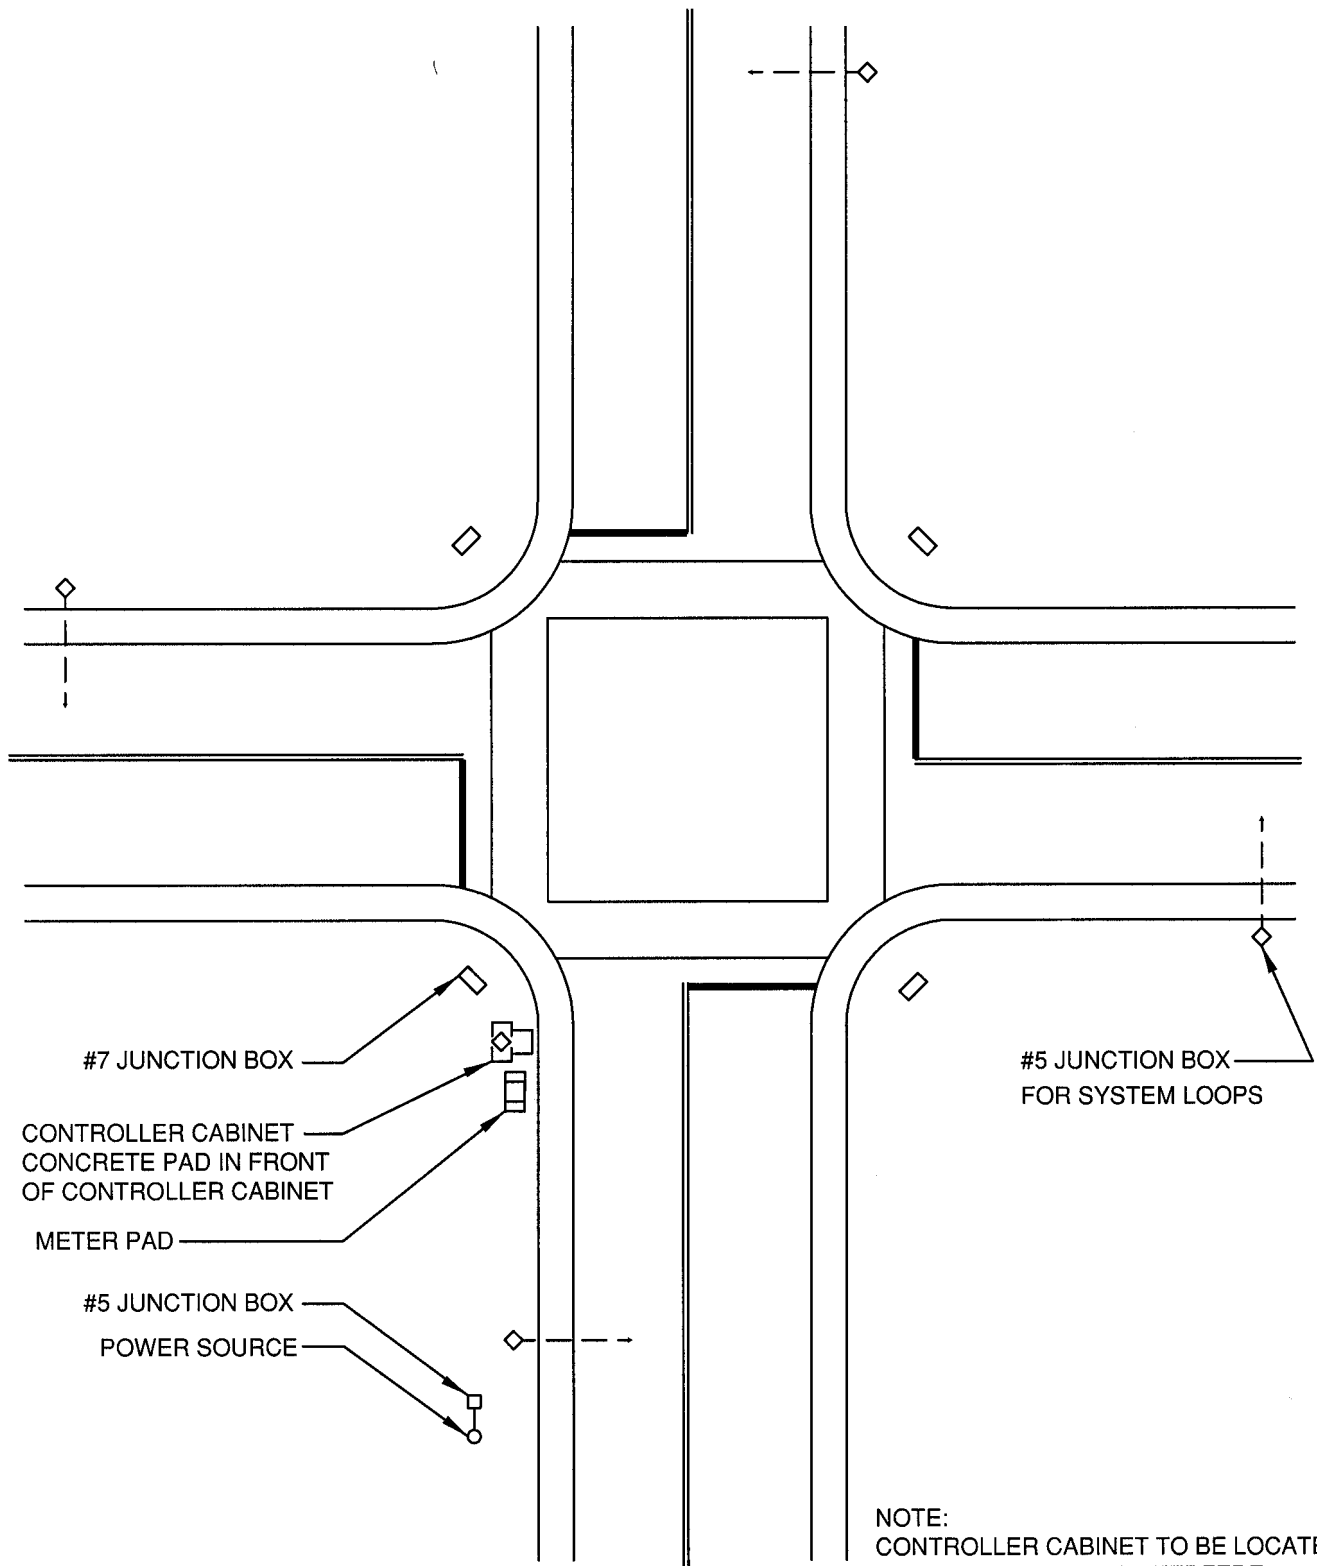 #7 JUNCTION BOX
CONTROLLER CABINET
CONCRETE PAD IN FRONT
OF CONTROLLER CABINET
METER PAD
#5 JUNCTION BOX
POWER SOURCE
#5 JUNCTION BOX
FOR SYSTEM LOOPS
NOTE:
CONTROLLER CABINET TO BE LOCATE